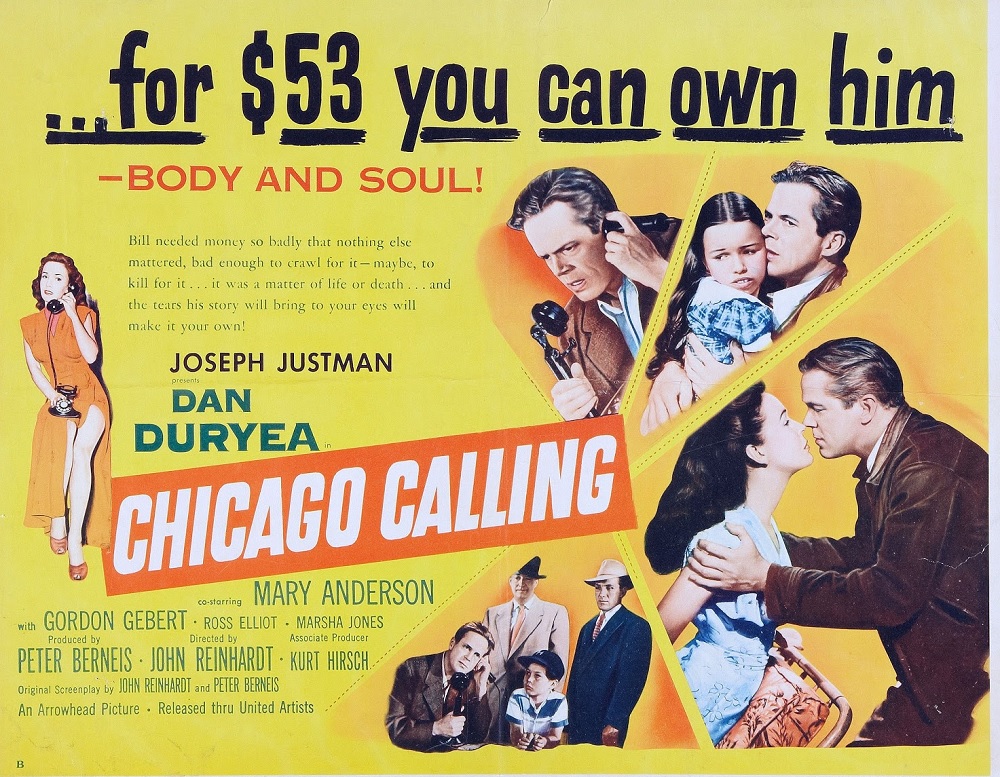 ...for $53 you can own him
—BODY AND SOUL!
Bill needed money so badly that nothing else
mattered, bad enough to crawl for it—maybe, to
kill for it...it was a matter of life or death...and
the tears his story will bring to your eyes will
make it your own!
JOSEPH JUSTMAN
presents
DAN
DURYEA in
CHICAGO CALLING
co-starring MARY ANDERSON
with GORDON GEBERT · ROSS ELLIOT · MARSHA JONES
Produced by Directed by Associate Producer
PETER BERNEIS · JOHN REINHARDT · KURT HIRSCH
Original Screenplay by JOHN REINHARDT and PETER BERNEIS
An Arrowhead Picture · Released thru United Artists
B